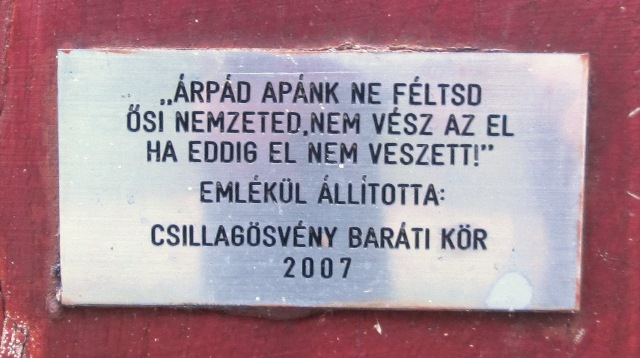 „ÁRPÁD APÁNK NE FÉLTSD
ŐSI NEMZETED,NEM VÉSZ AZ EL
HA EDDIG EL NEM VESZETT!”
EMLÉKÜL ÁLLÍTOTTA:
CSILLAGÖSVÉNY BARÁTI KÖR
2007